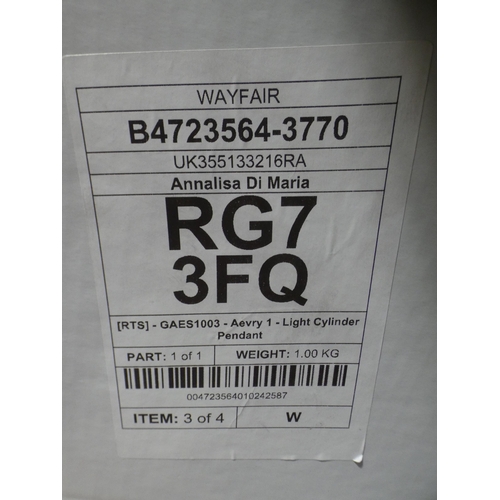 WAYFAIR
B4723564-3770
UK355133216RA
Annalisa Di Maria
RG7
3FQ
[RTS] - GAES1003 - Aevry 1 - Light Cylinder
Pendant
PART: 1 of 1 WEIGHT: 1.00 KG
004723564010242587
ITEM: 3 of 4 W